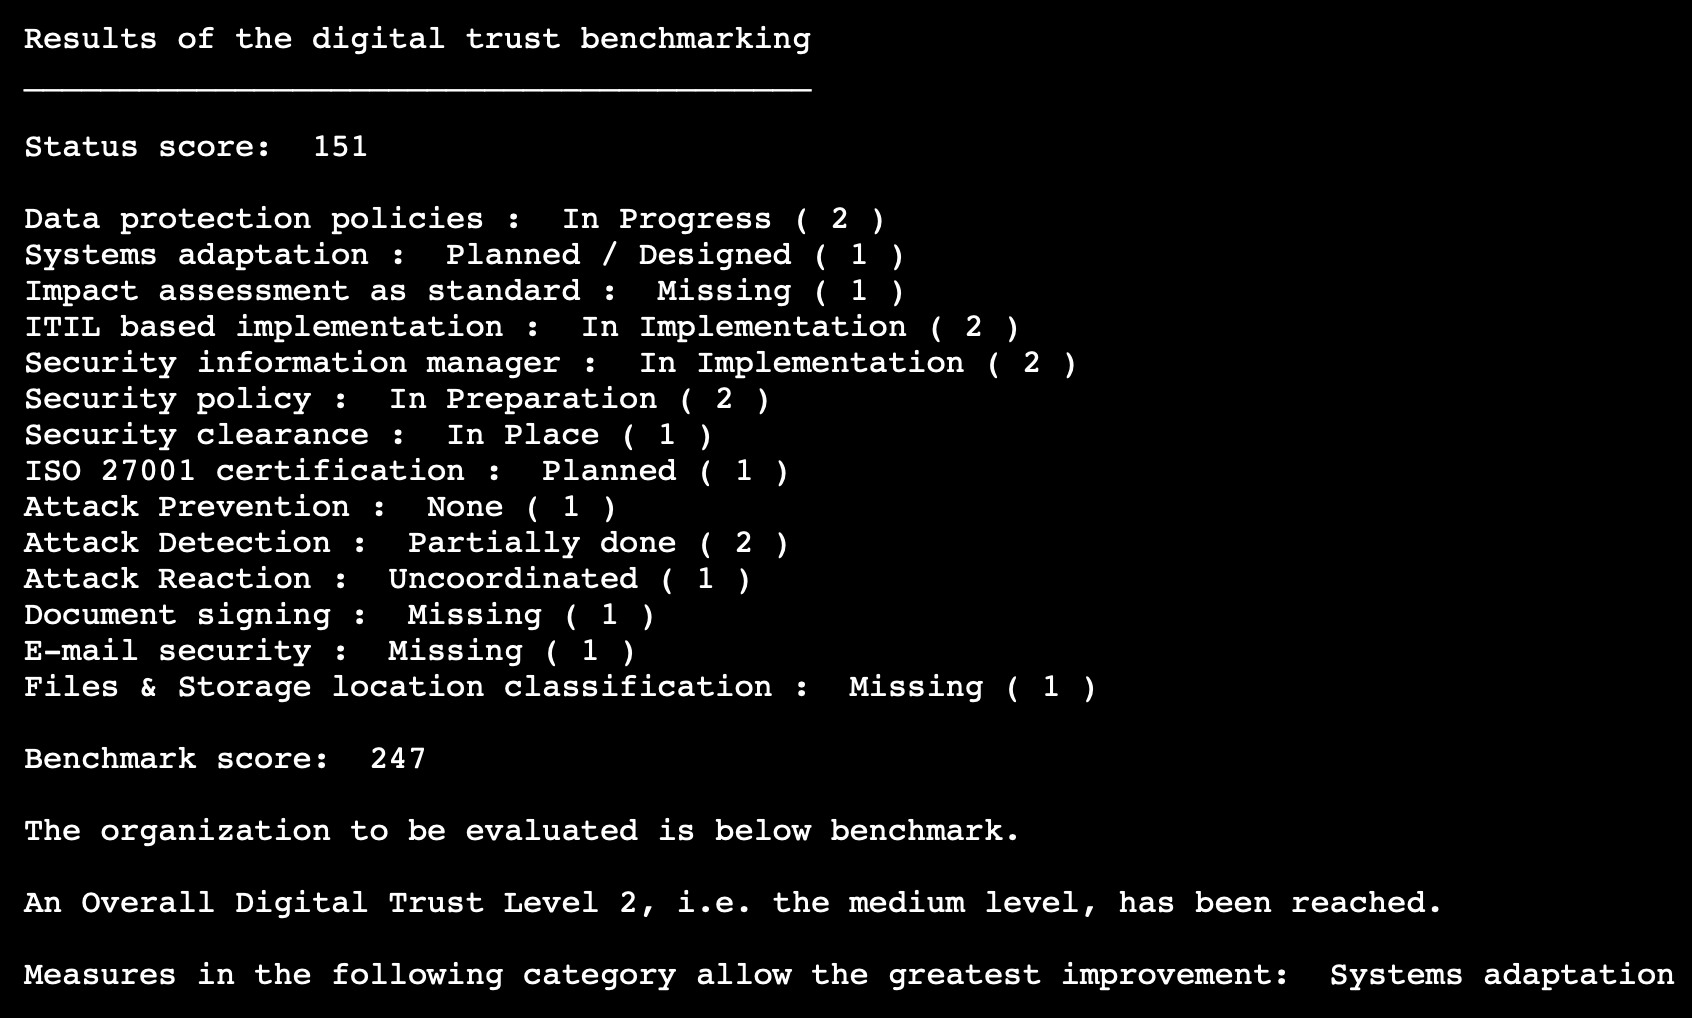 Results of the digital trust benchmarking
_________________________________________
Status score:  151
Data protection policies :  In Progress ( 2 )
Systems adaptation :  Planned / Designed ( 1 )
Impact assessment as standard :  Missing ( 1 )
ITIL based implementation :  In Implementation ( 2 )
Security information manager :  In Implementation ( 2 )
Security policy :  In Preparation ( 2 )
Security clearance :  In Place ( 1 )
ISO 27001 certification :  Planned ( 1 )
Attack Prevention :  None ( 1 )
Attack Detection :  Partially done ( 2 )
Attack Reaction :  Uncoordinated ( 1 )
Document signing :  Missing ( 1 )
E-mail security :  Missing ( 1 )
Files & Storage location classification :  Missing ( 1 )
Benchmark score:  247
The organization to be evaluated is below benchmark.
An Overall Digital Trust Level 2, i.e. the medium level, has been reached.
Measures in the following category allow the greatest improvement:  Systems adaptation